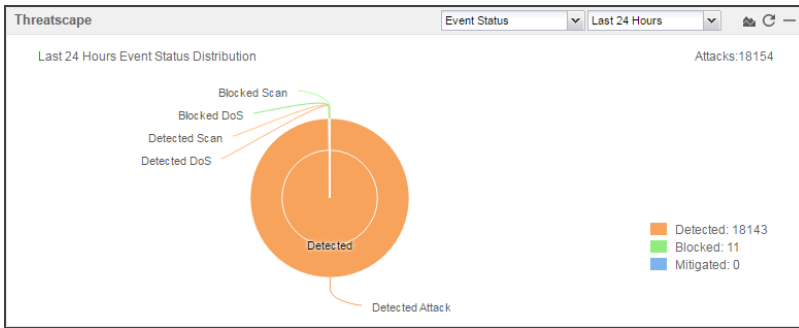 Threatscape
Event Status
Last 24 Hours
Last 24 Hours Event Status Distribution
Attacks:18154
Blocked Scan
Blocked DoS
Detected Scan
Detected DoS
Detected
Detected: 18143
Blocked: 11
Mitigated: 0
Detected Attack